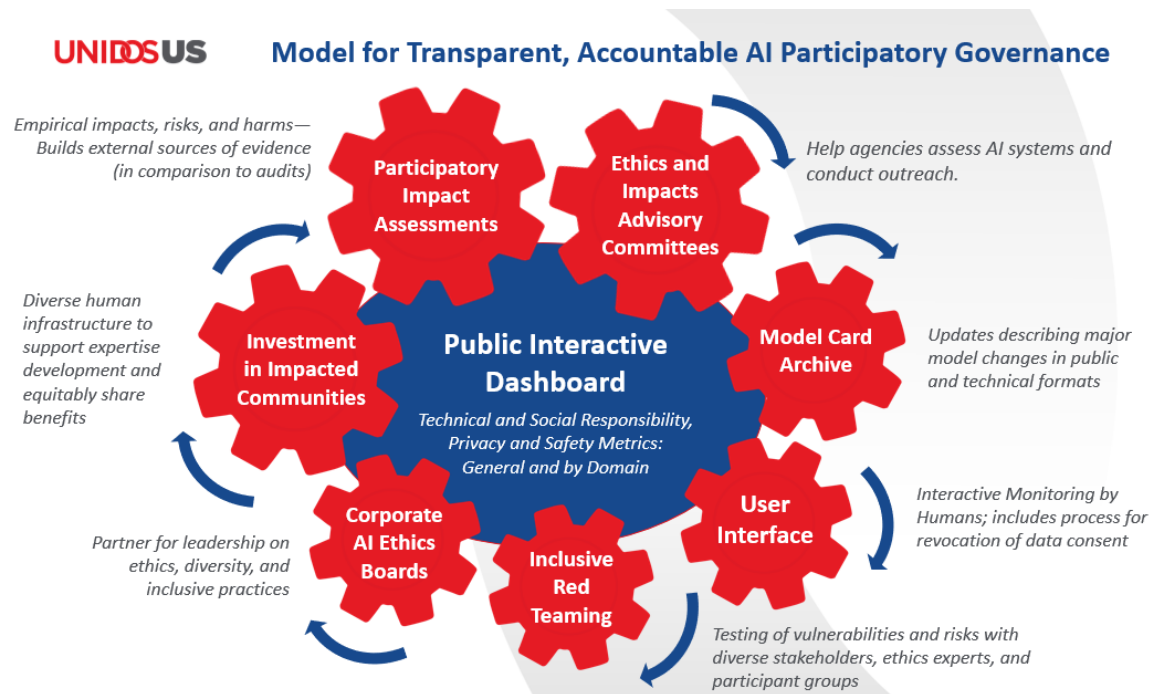 UNIDOSUS
Model for Transparent, Accountable AI Participatory Governance
Empirical impacts, risks, and harms—
Builds external sources of evidence
(in comparison to audits)
Participatory
Impact
Assessments
Ethics and
Impacts
Advisory
Committees
Help agencies assess AI systems and
conduct outreach.
Diverse human
infrastructure to
support expertise
development and
equitably share
benefits
Investment
in Impacted
Communities
Public Interactive
Dashboard
Technical and Social Responsibility,
Privacy and Safety Metrics:
General and by Domain
Model Card
Archive
Updates describing major
model changes in public
and technical formats
Partner for leadership on
ethics, diversity, and
inclusive practices
Corporate
AI Ethics
Boards
Inclusive
Red
Teaming
User
Interface
Interactive Monitoring by
Humans; includes process for
revocation of data consent
Testing of vulnerabilities and risks with
diverse stakeholders, ethics experts, and
participant groups